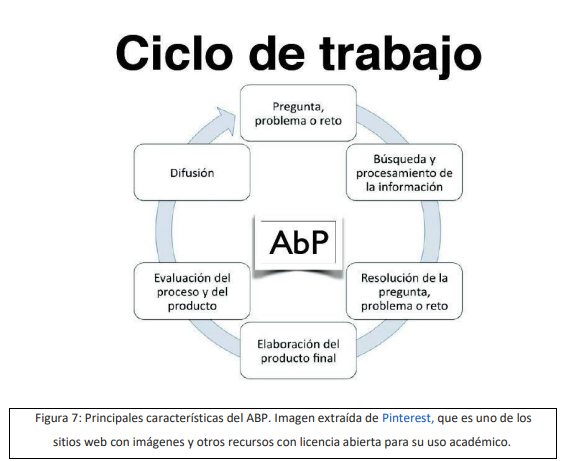 Ciclo de trabajo
Pregunta,
problema o reto
Búsqueda y
procesamiento de
la información
Resolución de la
pregunta,
problema o reto
Elaboración del
producto final
Evaluación del
proceso y del
producto
Difusión
AbP
Figura 7: Principales características del ABP. Imagen extraída de Pinterest, que es uno de los
sitios web con imágenes y otros recursos con licencia abierta para su uso académico.